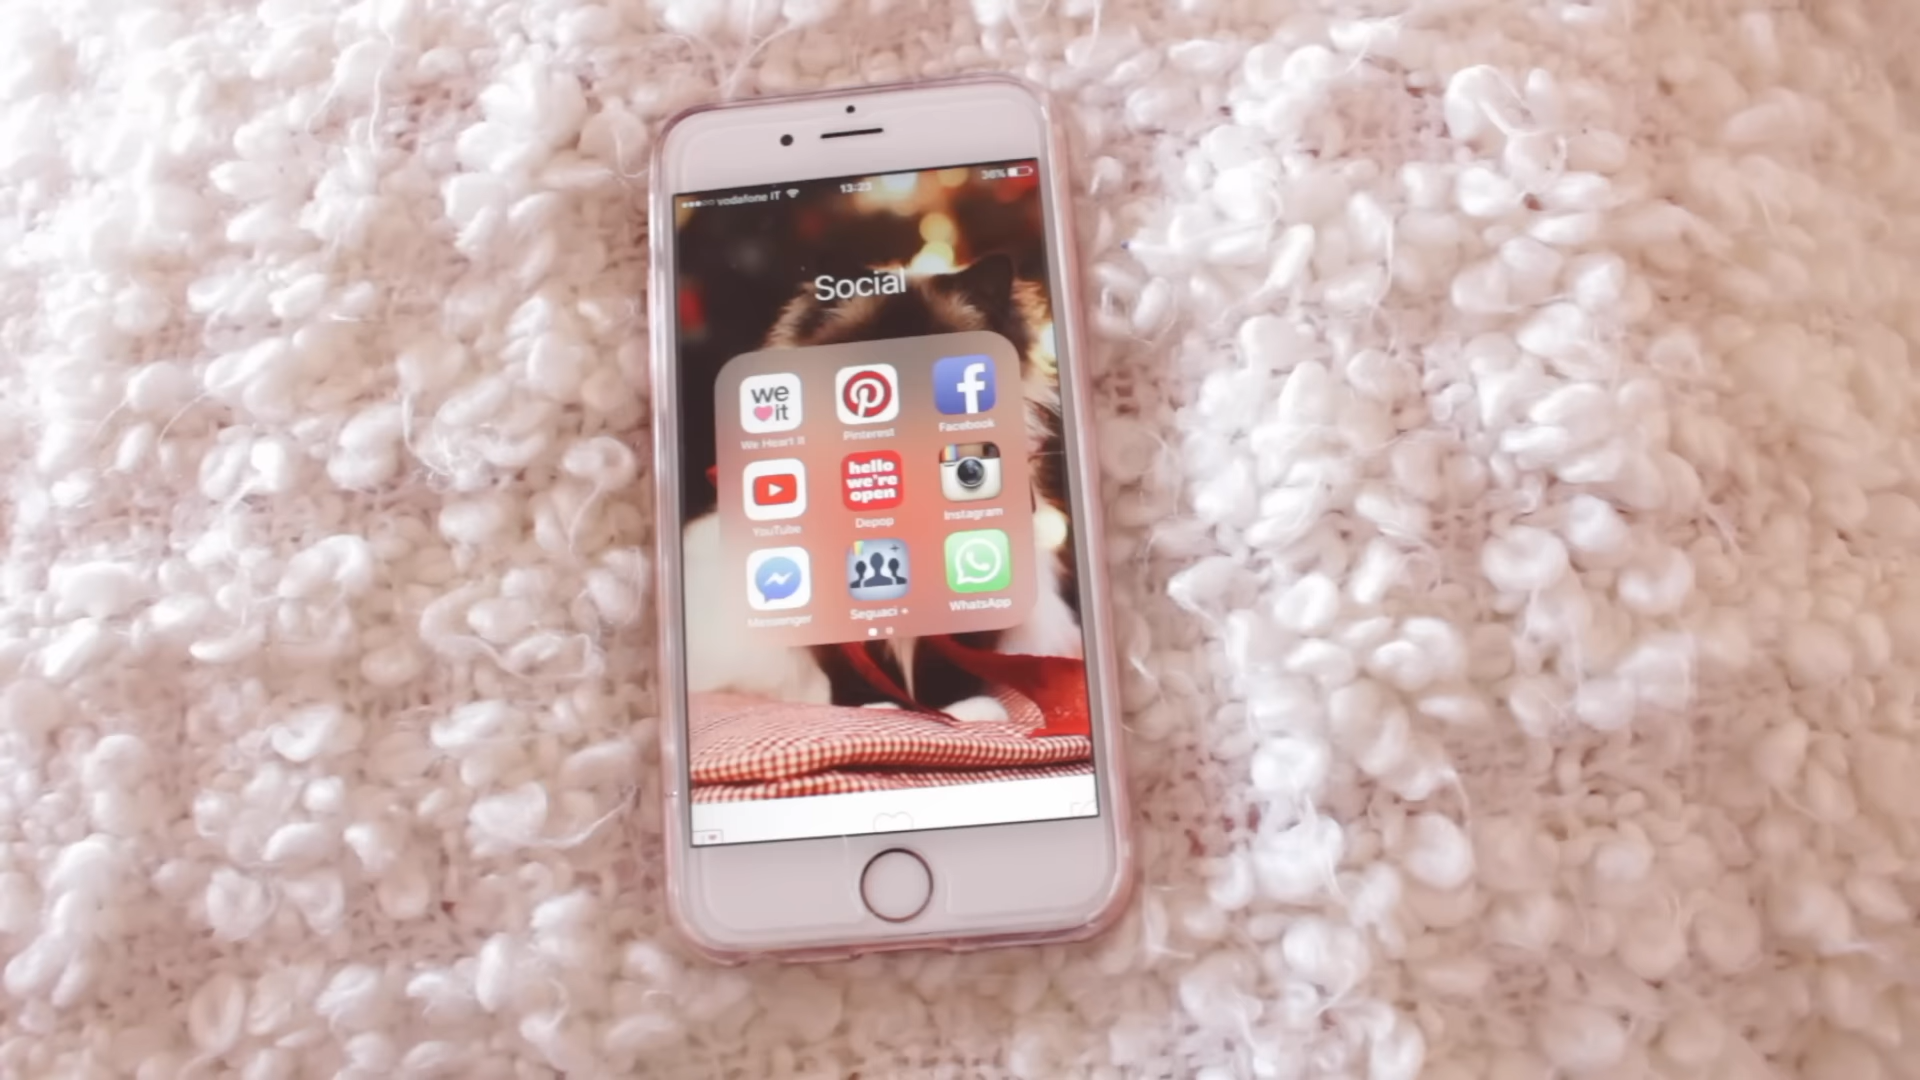 vodafone IT 13:23 36%
Social
we
it
We Heart It
Pinterest
Facebook
hello
we're
open
YouTube
Depop
Instagram
Messenger
Seguaci +
WhatsApp